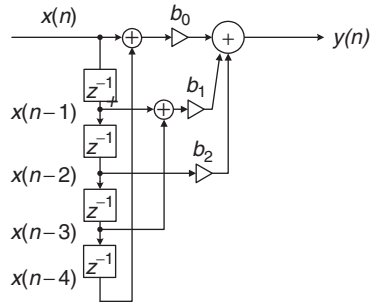 x(n) + b₀ + y(n)
z⁻¹
+
x(n−1) + b₁
z⁻¹
b₂
x(n−2)
z⁻¹
x(n−3)
z⁻¹
x(n−4)